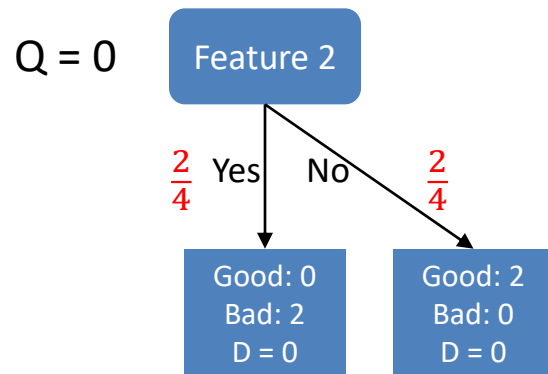 Q = 0
Feature 2
2/4 Yes No 2/4
Good: 0
Bad: 2
D = 0
Good: 2
Bad: 0
D = 0